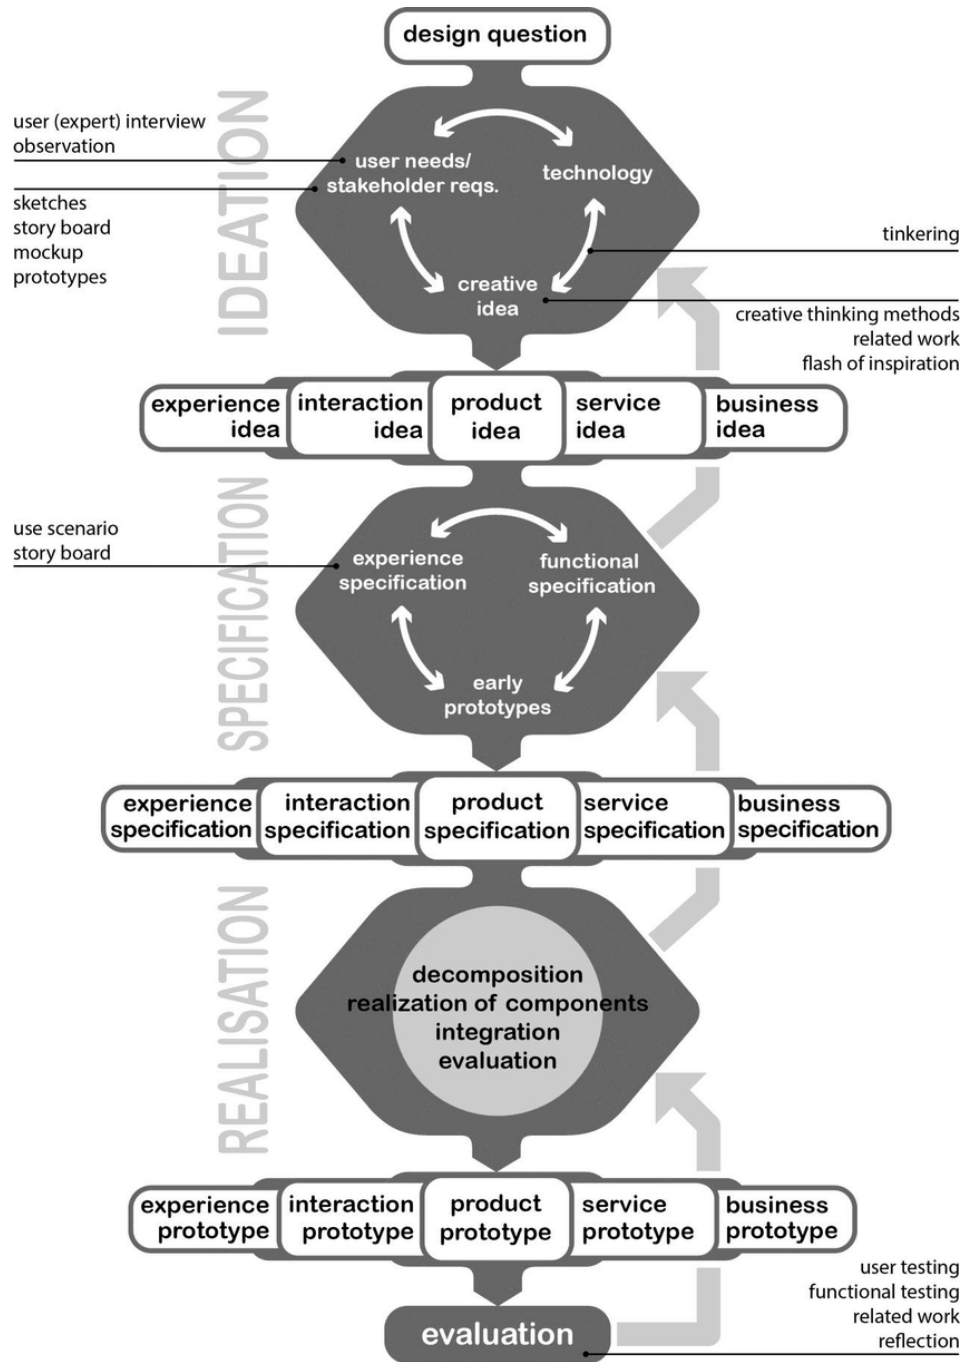 design question
IDEATION
user (expert) interview
observation
sketches
story board
mockup
prototypes
user needs/
stakeholder reqs.
technology
creative
idea
tinkering
creative thinking methods
related work
flash of inspiration
experience
idea
interaction
idea
product
idea
service
idea
business
idea
SPECIFICATION
use scenario
story board
experience
specification
functional
specification
early
prototypes
experience
specification
interaction
specification
product
specification
service
specification
business
specification
REALISATION
decomposition
realization of components
integration
evaluation
experience
prototype
interaction
prototype
product
prototype
service
prototype
business
prototype
evaluation
user testing
functional testing
related work
reflection